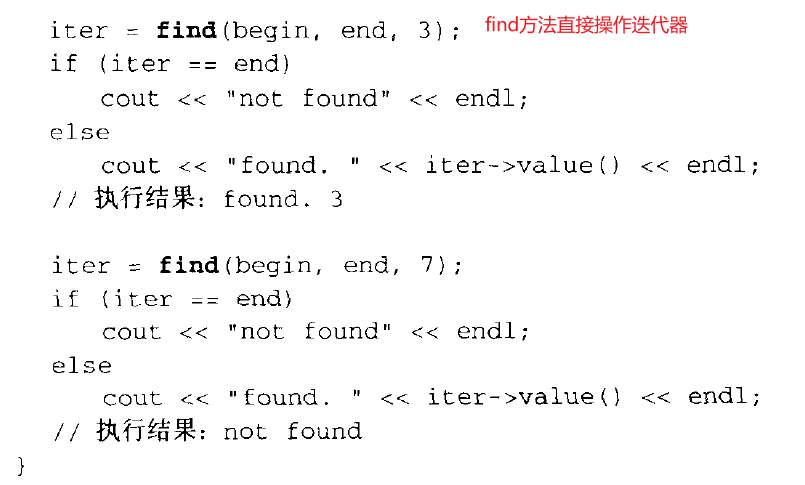 iter = find(begin, end, 3); find方法直接操作迭代器
if (iter == end)
cout << "not found" << endl;
else
cout << "found. " << iter->value() << endl;
// 执行结果：found. 3
iter = find(begin, end, 7);
if (iter == end)
cout << "not found" << endl;
else
cout << "found. " << iter->value() << endl;
// 执行结果：not found
}